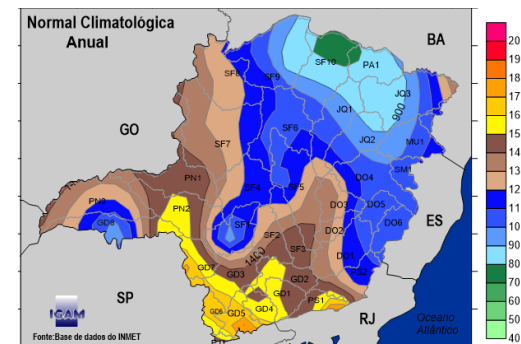 Normal Climatológica
Anual
BA
GO
ES
SP
RJ
Oceano
Atlântico
SF10
PA1
SF8
SF9
JQ3
900
JQ1
SF6
JQ2
MU1
SF7
SM1
PN1
DO4
SF4
SF5
PN3
PN2
DO3
DO5
GD8
SF1
SF2
DO2
DO6
1400
SF3
DO1
GD7
GD3
GD2
PS2
GD1
PS1
GD6
GD5
GD4
PJ1
IGAM
Fonte:Base de dados do INMET
20
19
18
17
16
15
14
13
12
11
10
90
80
70
60
50
40